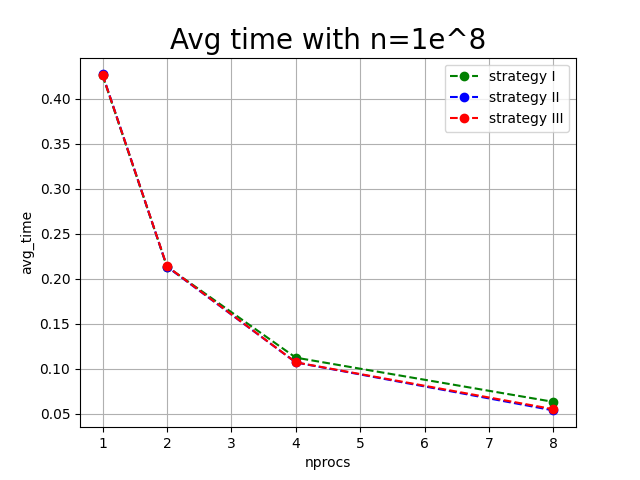 Avg time with n=1e^8
strategy I
strategy II
strategy III
avg_time
0.40
0.35
0.30
0.25
0.20
0.15
0.10
0.05
1 2 3 4 5 6 7 8
nprocs